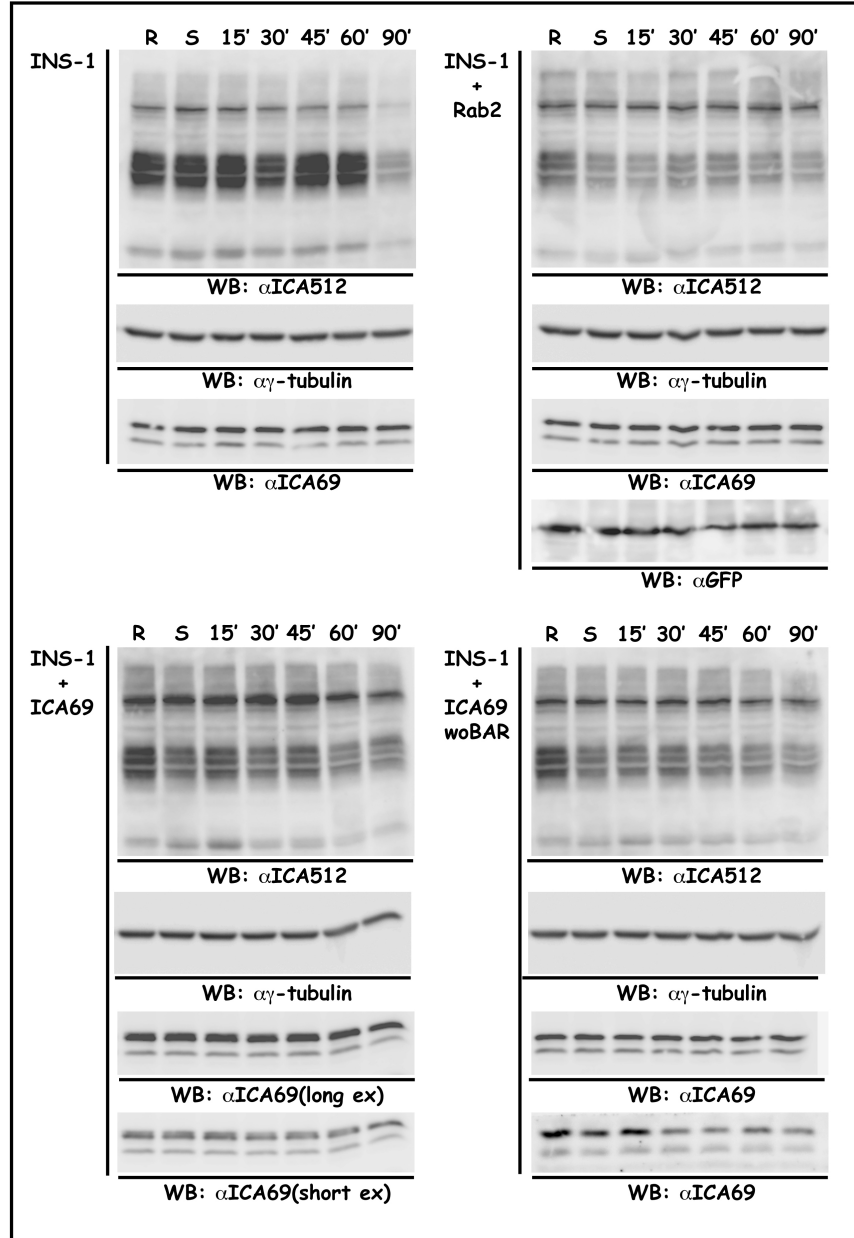 R S 15' 30' 45' 60' 90'
INS-1
WB: αICA512
WB: αγ-tubulin
WB: αICA69
R S 15' 30' 45' 60' 90'
INS-1
+
Rab2
WB: αICA512
WB: αγ-tubulin
WB: αICA69
WB: αGFP
R S 15' 30' 45' 60' 90'
INS-1
+
ICA69
WB: αICA512
WB: αγ-tubulin
WB: αICA69(long ex)
WB: αICA69(short ex)
R S 15' 30' 45' 60' 90'
INS-1
+
ICA69
woBAR
WB: αICA512
WB: αγ-tubulin
WB: αICA69
WB: αICA69